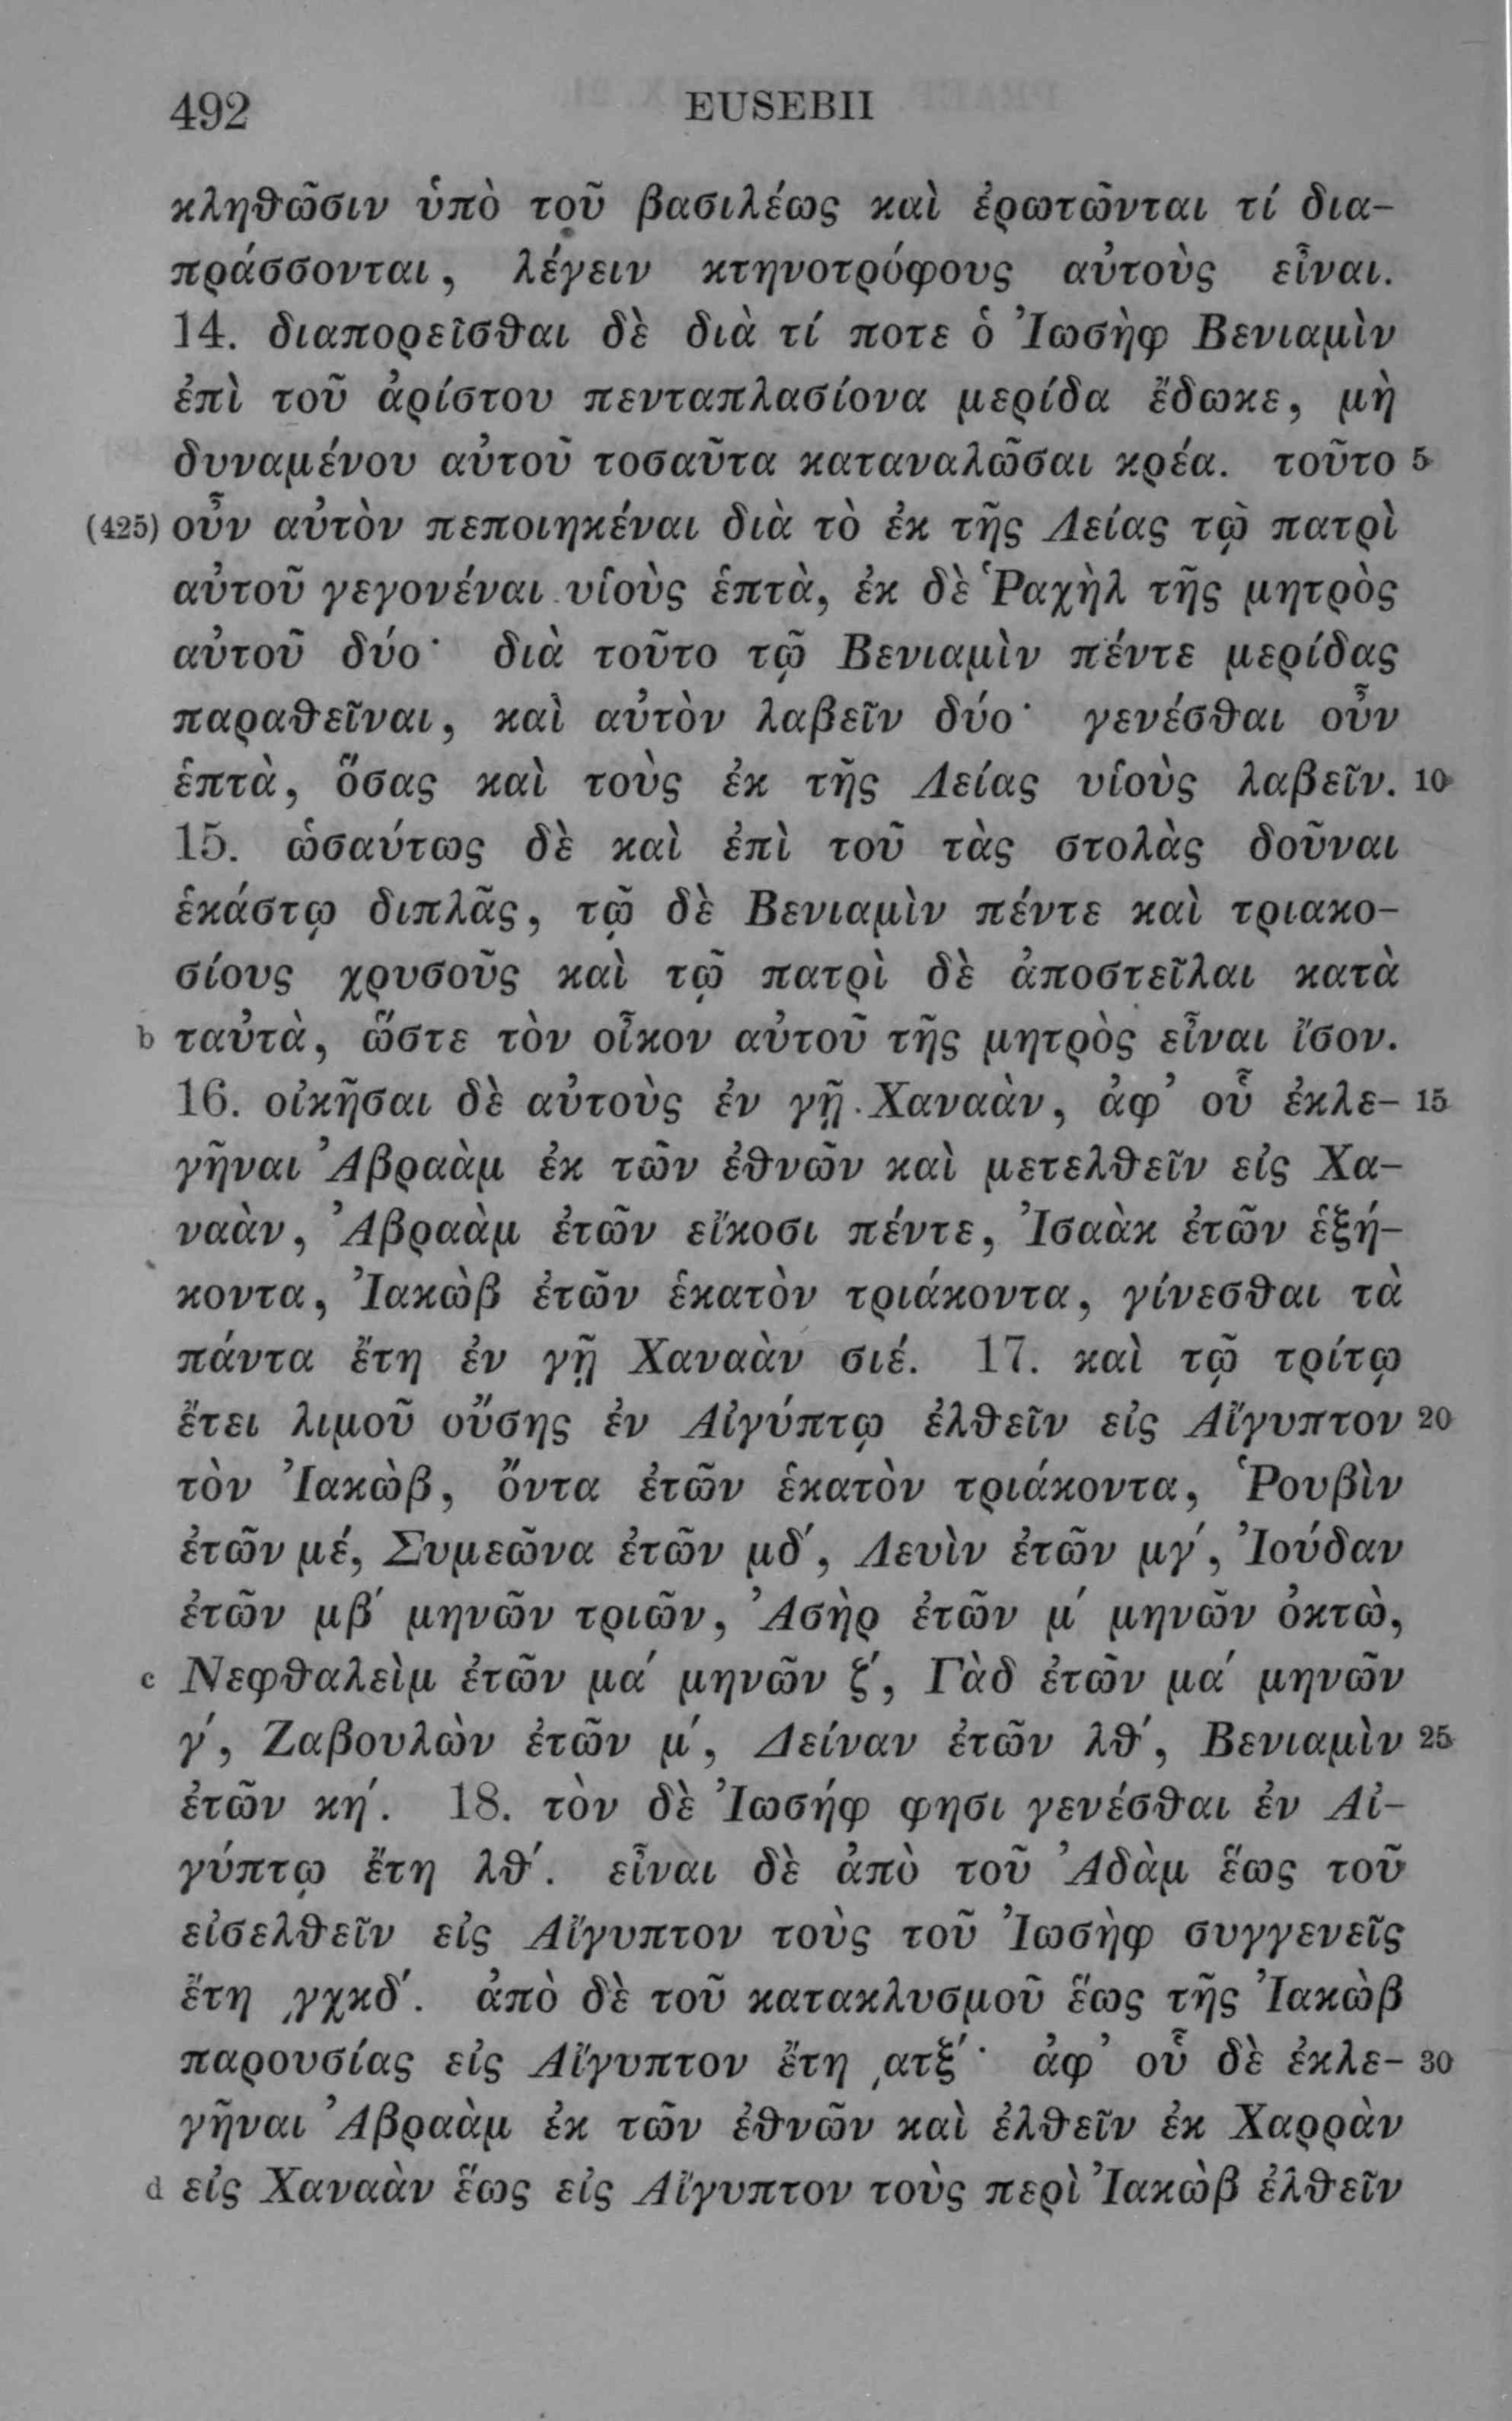 492 EUSEBII
κληθῶσιν ὑπὸ τοῦ βασιλέως καὶ ἐρωτῶνται τί δια-
πράσσονται, λέγειν κτηνοτρόφους αὐτοὺς εἶναι.
14. διαπορεῖσθαι δὲ διὰ τί ποτε ὁ Ἰωσὴφ Βενιαμὶν
ἐπὶ τοῦ ἀρίστου πενταπλασίονα μερίδα ἔδωκε, μὴ
δυναμένου αὐτοῦ τοσαῦτα καταναλῶσαι κρέα. τοῦτο 5
(425) οὖν αὐτὸν πεποιηκέναι διὰ τὸ ἐκ τῆς Λείας τῷ πατρὶ
αὐτοῦ γεγονέναι υἱοὺς ἑπτὰ, ἐκ δὲ Ῥαχὴλ τῆς μητρὸς
αὐτοῦ δύο· διὰ τοῦτο τῷ Βενιαμὶν πέντε μερίδας
παραθεῖναι, καὶ αὐτὸν λαβεῖν δύο· γενέσθαι οὖν
ἑπτὰ, ὅσας καὶ τοὺς ἐκ τῆς Λείας υἱοὺς λαβεῖν. 10
15. ὡσαύτως δὲ καὶ ἐπὶ τοῦ τὰς στολὰς δοῦναι
ἑκάστῳ διπλᾶς, τῷ δὲ Βενιαμὶν πέντε καὶ τριακο-
σίους χρυσοῦς καὶ τῷ πατρὶ δὲ ἀποστεῖλαι κατὰ
b ταὐτὰ, ὥστε τὸν οἶκον αὐτοῦ τῆς μητρὸς εἶναι ἴσον.
16. οἰκῆσαι δὲ αὐτοὺς ἐν γῇ Χαναὰν, ἀφ’ οὗ ἐκλε- 15
γῆναι Ἀβραὰμ ἐκ τῶν ἐθνῶν καὶ μετελθεῖν εἰς Χα-
ναὰν, Ἀβραὰμ ἐτῶν εἴκοσι πέντε, Ἰσαὰκ ἐτῶν ἑξή-
κοντα, Ἰακὼβ ἐτῶν ἑκατὸν τριάκοντα, γίνεσθαι τὰ
πάντα ἔτη ἐν γῇ Χαναὰν σιέ. 17. καὶ τῷ τρίτῳ
ἔτει λιμοῦ οὔσης ἐν Αἰγύπτῳ ἐλθεῖν εἰς Αἴγυπτον 20
τὸν Ἰακὼβ, ὄντα ἐτῶν ἑκατὸν τριάκοντα, Ῥουβὶν
ἐτῶν μέ, Συμεῶνα ἐτῶν μδ´, Λευὶν ἐτῶν μγ´, Ἰούδαν
ἐτῶν μβ´ μηνῶν τριῶν, Ἀσὴρ ἐτῶν μ´ μηνῶν ὀκτὼ,
c Νεφθαλεὶμ ἐτῶν μα´ μηνῶν ζ´, Γὰδ ἐτῶν μα´ μηνῶν
γ´, Ζαβουλὼν ἐτῶν μ´, Δείναν ἐτῶν λθ´, Βενιαμὶν 25
ἐτῶν κη´. 18. τὸν δὲ Ἰωσήφ φησι γενέσθαι ἐν Αἰ-
γύπτῳ ἔτη λθ´. εἶναι δὲ ἀπὸ τοῦ Ἀδὰμ ἕως τοῦ
εἰσελθεῖν εἰς Αἴγυπτον τοὺς τοῦ Ἰωσὴφ συγγενεῖς
ἔτη ͵γχκδ´. ἀπὸ δὲ τοῦ κατακλυσμοῦ ἕως τῆς Ἰακὼβ
παρουσίας εἰς Αἴγυπτον ἔτη ͵ατξ´· ἀφ’ οὗ δὲ ἐκλε- 30
γῆναι Ἀβραὰμ ἐκ τῶν ἐθνῶν καὶ ἐλθεῖν ἐκ Χαρρὰν
d εἰς Χαναὰν ἕως εἰς Αἴγυπτον τοὺς περὶ Ἰακὼβ ἐλθεῖν